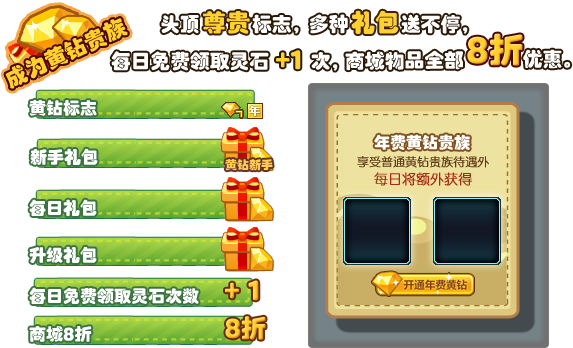 成为黄钻贵族
头顶尊贵标志，多种礼包送不停，
每日免费领取灵石+1次，商城物品全部8折优惠。
黄钻标志
年
新手礼包
黄钻新手
每日礼包
升级礼包
每日免费领取灵石次数
+1
商城8折
8折
年费黄钻贵族
享受普通黄钻贵族待遇外
每日将额外获得
开通年费黄钻